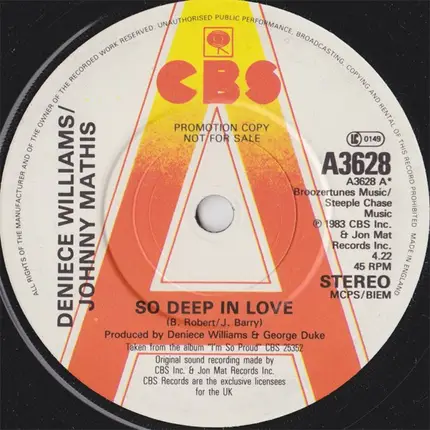 UNAUTHORISED PUBLIC PERFORMANCE, BROADCASTING, COPYING AND RE-RECORDING OF THIS RECORD PROHIBITED. MADE IN ENGLAND
ALL RIGHTS OF THE MANUFACTURER AND OF THE OWNER OF THE RECORDED WORK RESERVED.
CBS
PROMOTION COPY
NOT FOR SALE
LC 0149
DENIECE WILLIAMS/
JOHNNY MATHIS
A3628
A3628 A*
Broozertunes Music/
Steeple Chase
Music
℗ 1983 CBS Inc.
& Jon Mat
Records Inc.
4.22
45 RPM
STEREO
MCPS/BIEM
SO DEEP IN LOVE
(B. Robert/J. Barry)
Produced by Deniece Williams & George Duke
Taken from the album "I'm So Proud" CBS 25352
Original sound recording made by
CBS Inc. & Jon Mat Records Inc.
CBS Records are the exclusive licensees
for the UK